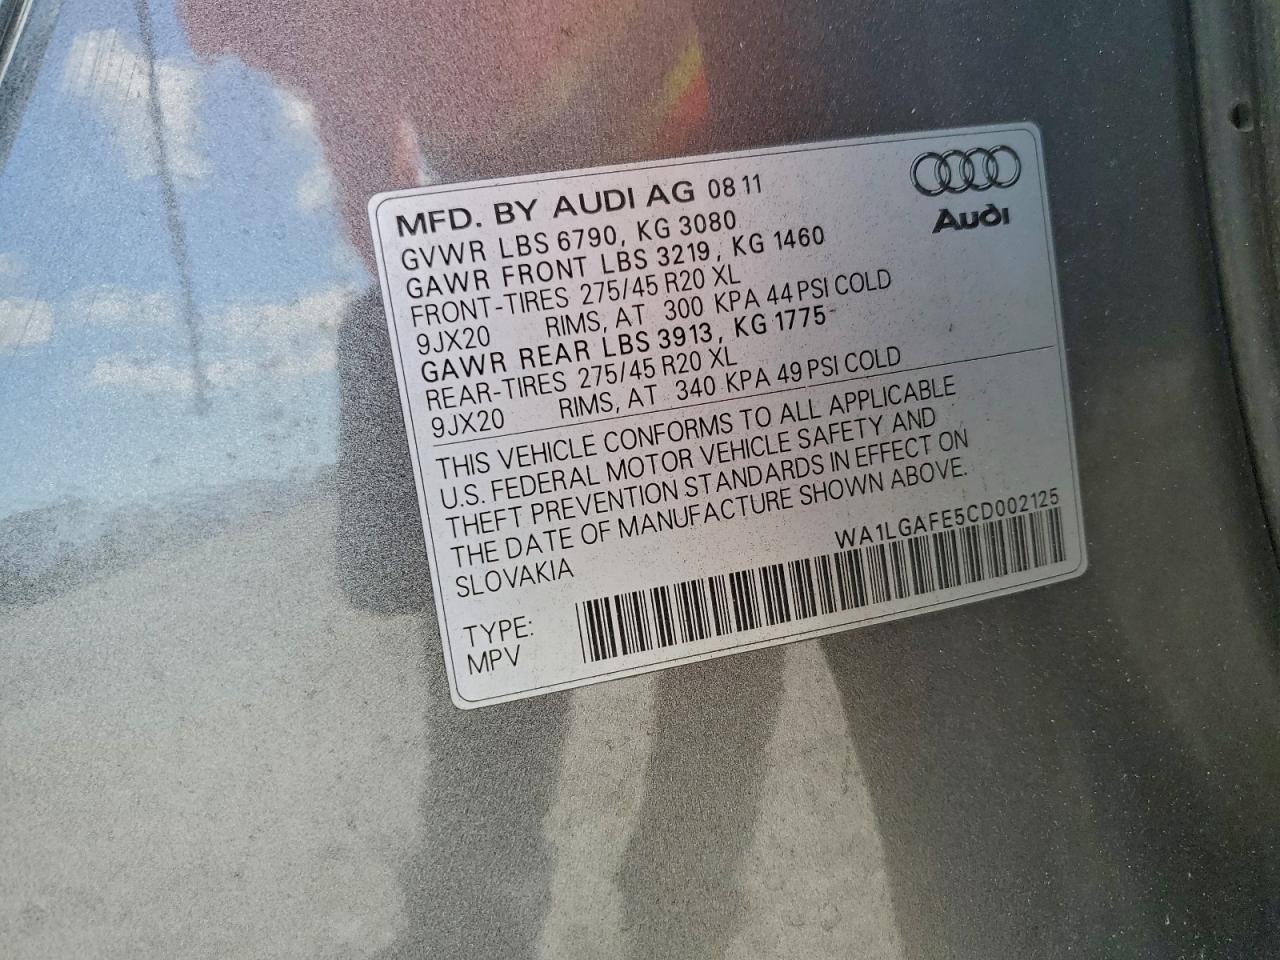 MFD. BY AUDI AG 08 11
Audi
GVWR LBS 6790, KG 3080
GAWR FRONT LBS 3219, KG 1460
FRONT-TIRES 275/45 R20 XL
9JX20 RIMS, AT 300 KPA 44 PSI COLD
GAWR REAR LBS 3913, KG 1775
REAR-TIRES 275/45 R20 XL
9JX20 RIMS, AT 340 KPA 49 PSI COLD
THIS VEHICLE CONFORMS TO ALL APPLICABLE
U.S. FEDERAL MOTOR VEHICLE SAFETY AND
THEFT PREVENTION STANDARDS IN EFFECT ON
THE DATE OF MANUFACTURE SHOWN ABOVE.
SLOVAKIA
WA1LGAFE5CD002125
TYPE:
MPV